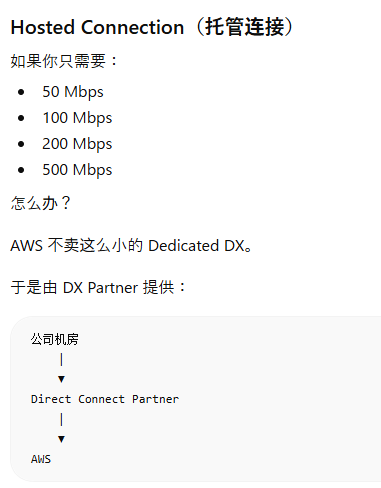 Hosted Connection（托管连接）
如果你只需要：
50 Mbps
100 Mbps
200 Mbps
500 Mbps
怎么办？
AWS 不卖这么小的 Dedicated DX。
于是由 DX Partner 提供：
公司机房
Direct Connect Partner
AWS